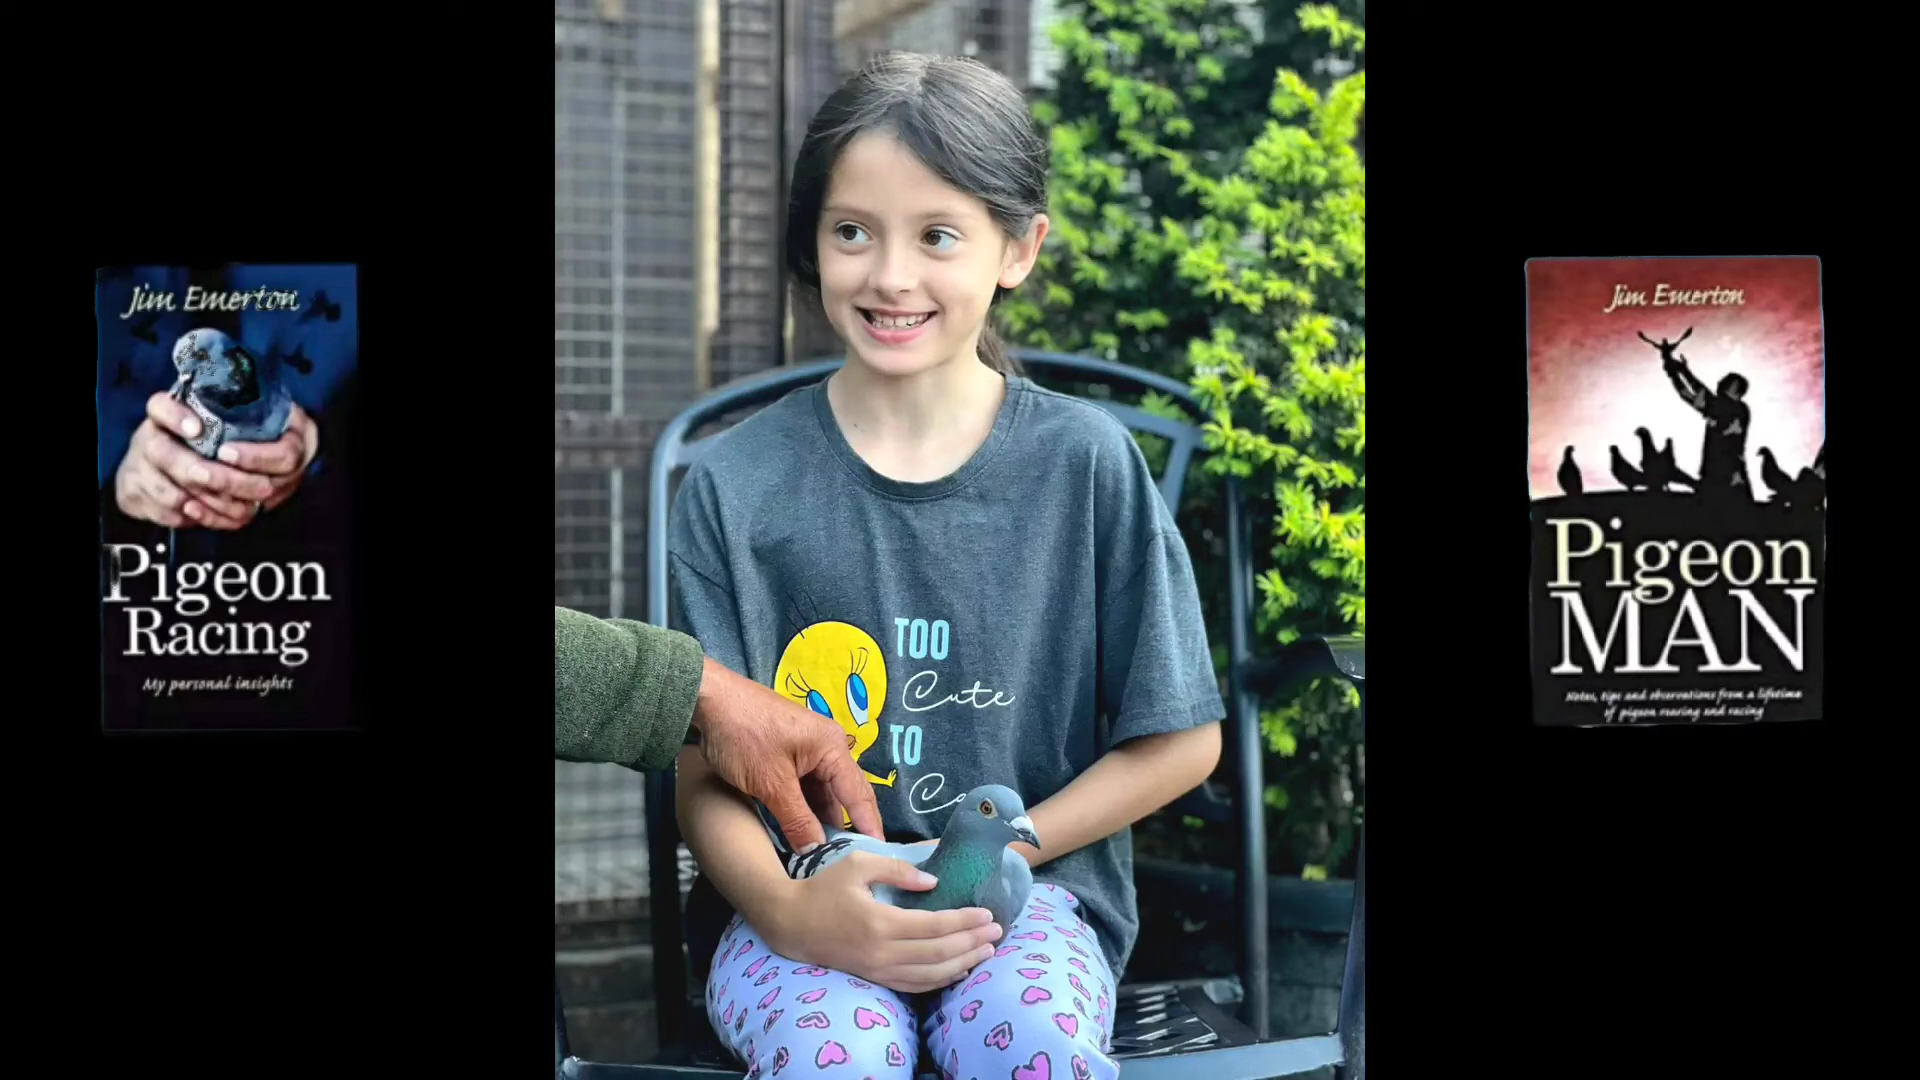 Jim Emerton
Pigeon
Racing
My personal insights
TOO
Cute
TO
Jim Emerton
Pigeon
MAN
Notes, tips and observations from a lifetime
of pigeon rearing and racing